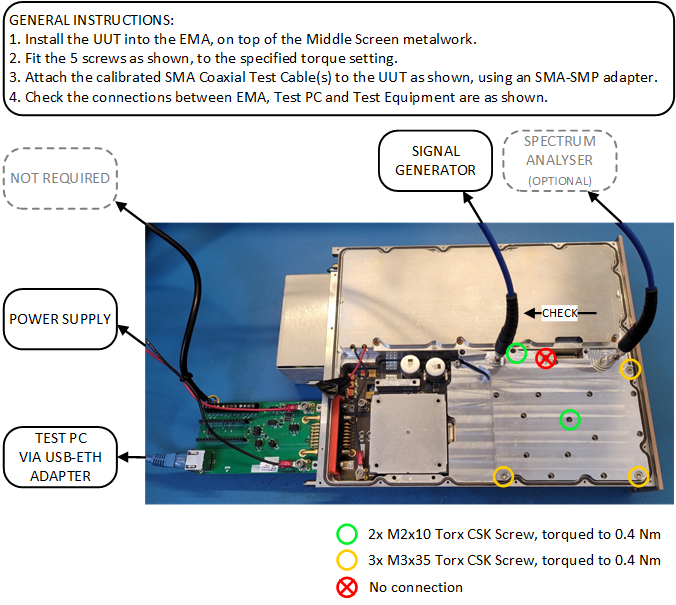 GENERAL INSTRUCTIONS:
1. Install the UUT into the EMA, on top of the Middle Screen metalwork.
2. Fit the 5 screws as shown, to the specified torque setting.
3. Attach the calibrated SMA Coaxial Test Cable(s) to the UUT as shown, using an SMA-SMP adapter.
4. Check the connections between EMA, Test PC and Test Equipment are as shown.
NOT REQUIRED
SIGNAL
GENERATOR
SPECTRUM
ANALYSER
(OPTIONAL)
POWER SUPPLY
CHECK
TEST PC
VIA USB-ETH
ADAPTER
2x M2x10 Torx CSK Screw, torqued to 0.4 Nm
3x M3x35 Torx CSK Screw, torqued to 0.4 Nm
No connection